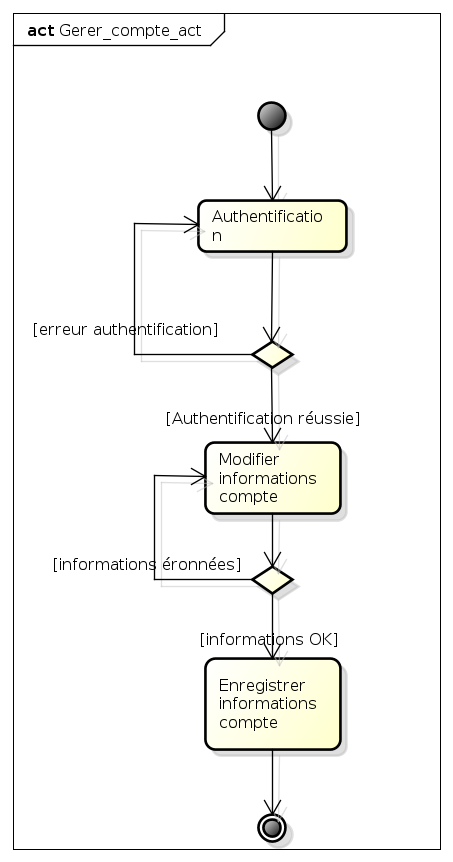 act Gerer_compte_act
Authentificatio
n
[erreur authentification]
[Authentification réussie]
Modifier
informations
compte
[informations éronnées]
[informations OK]
Enregistrer
informations
compte